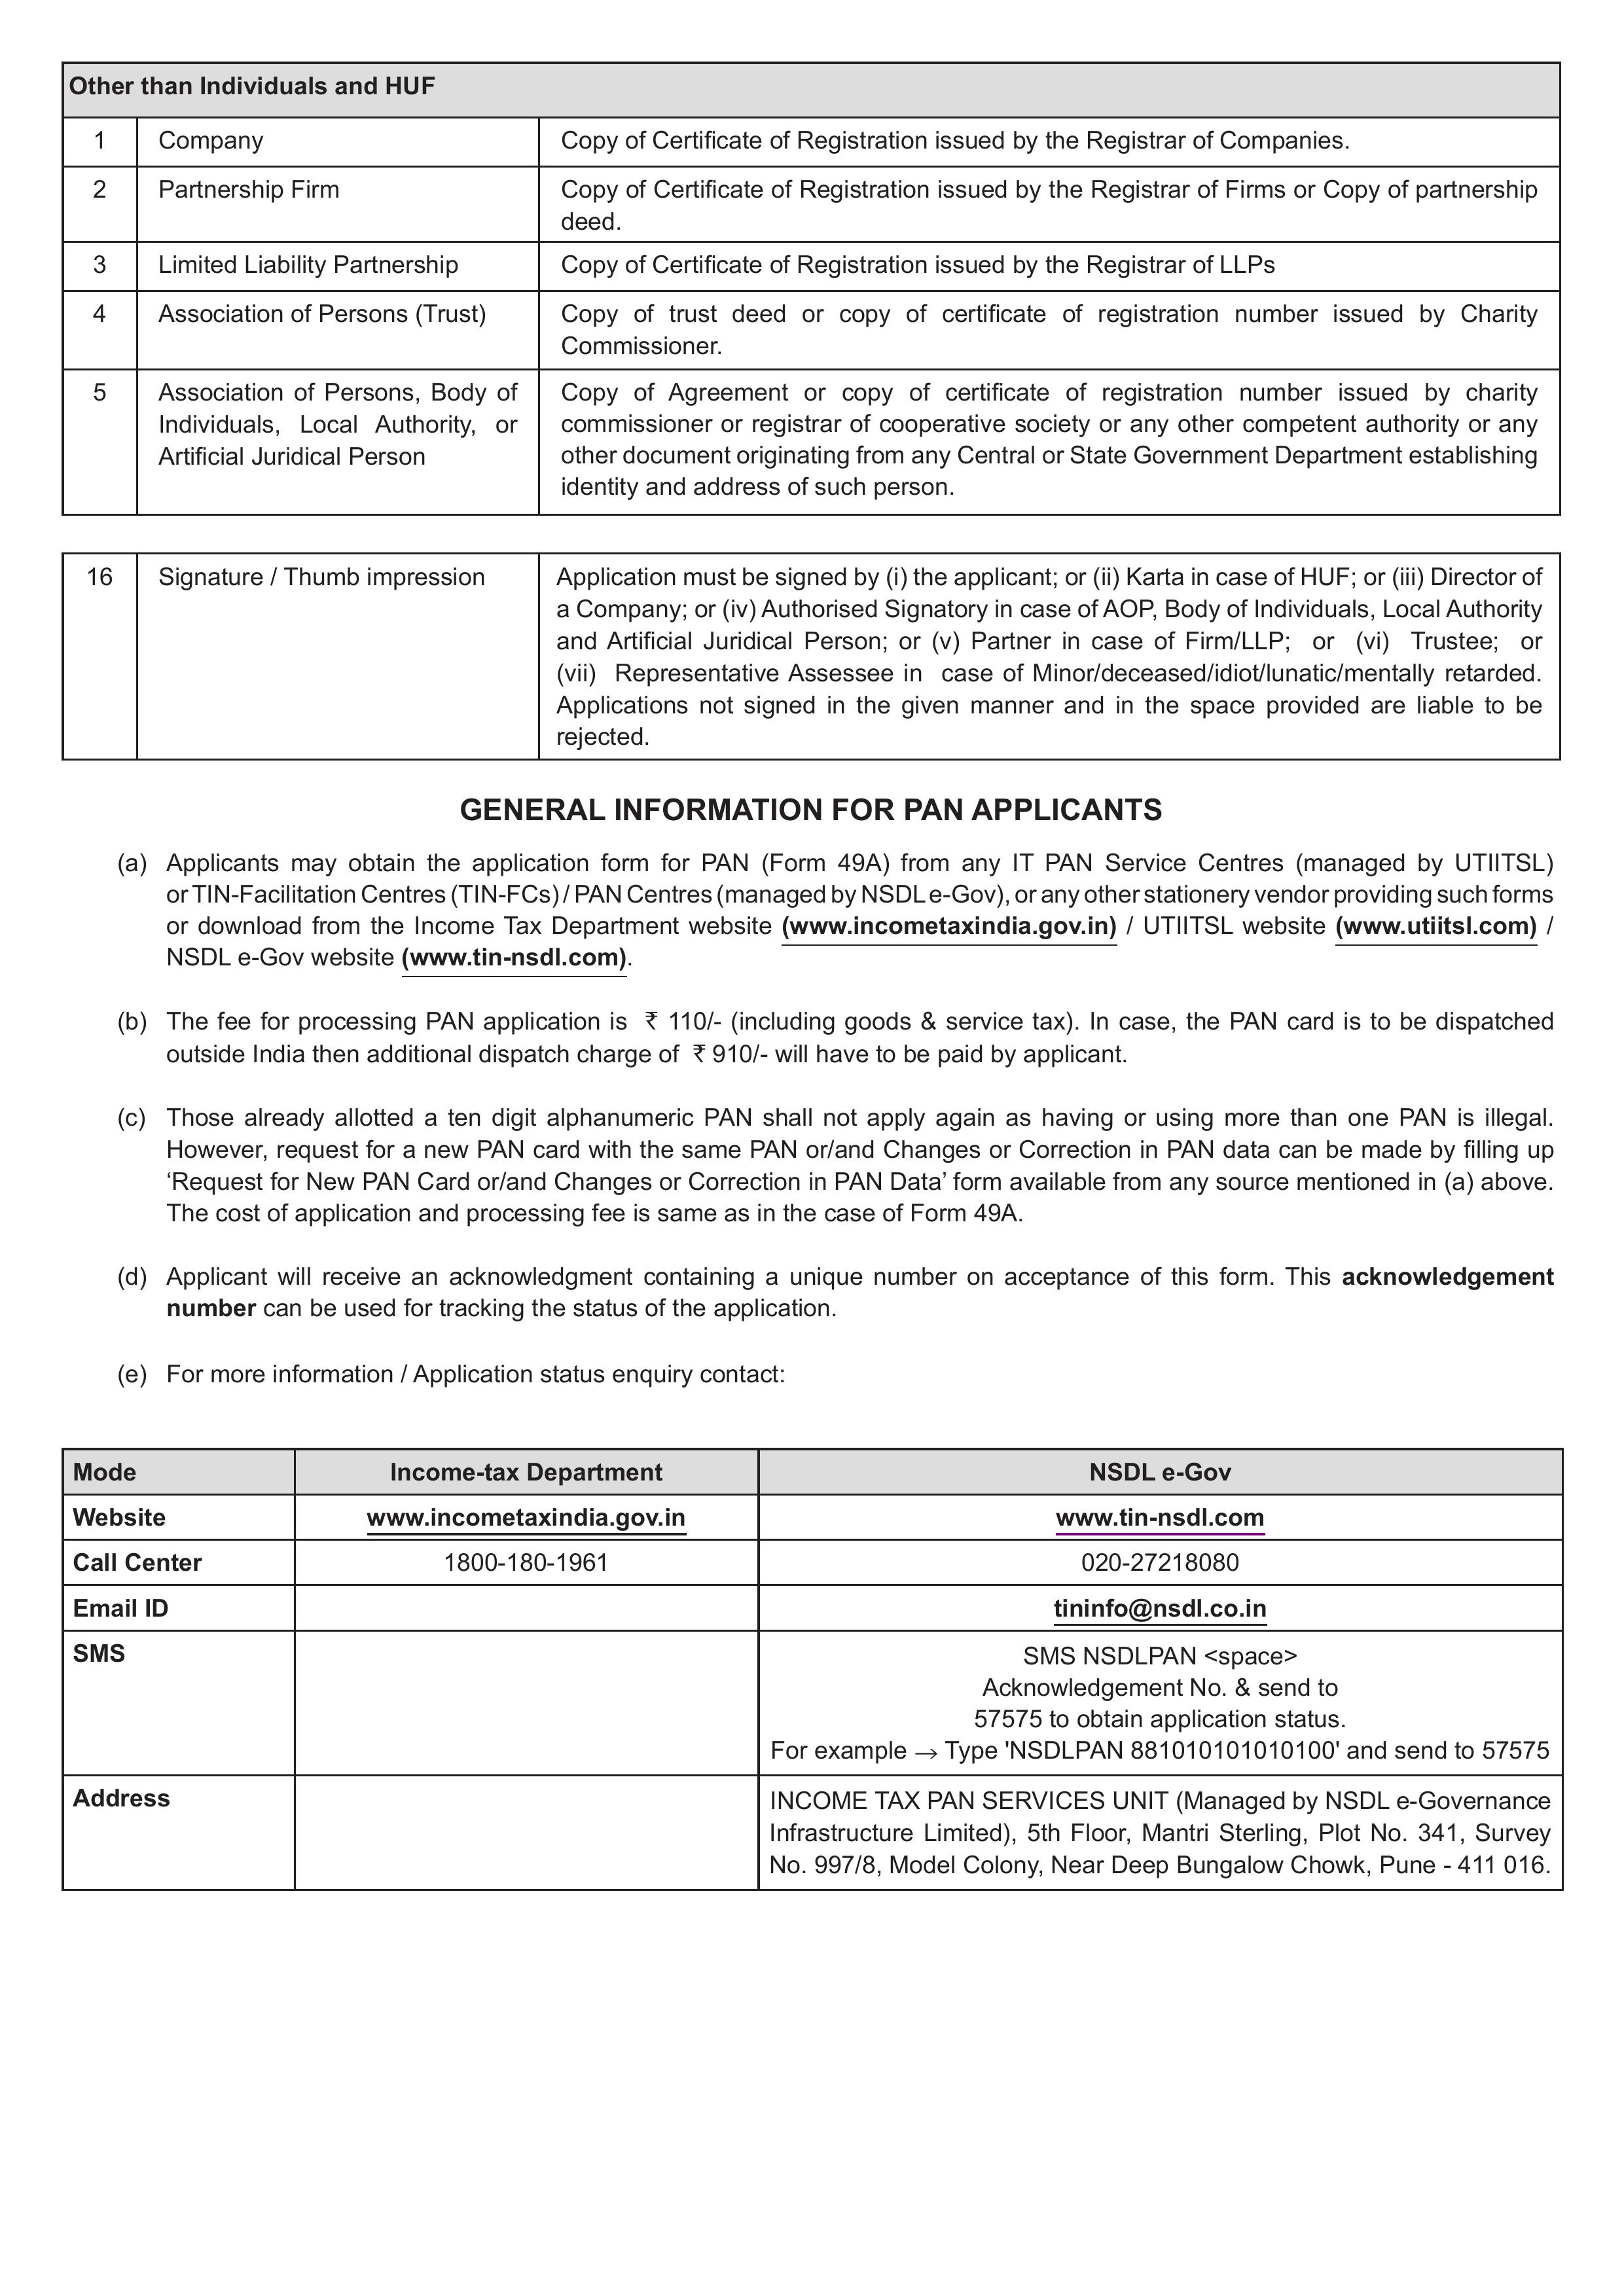 Other than Individuals and HUF
1 Company Copy of Certificate of Registration issued by the Registrar of Companies.
2 Partnership Firm Copy of Certificate of Registration issued by the Registrar of Firms or Copy of partnership
deed.
3 Limited Liability Partnership Copy of Certificate of Registration issued by the Registrar of LLPs
4 Association of Persons (Trust) Copy of trust deed or copy of certificate of registration number issued by Charity
Commissioner.
5 Association of Persons, Body of Copy of Agreement or copy of certificate of registration number issued by charity
Individuals, Local Authority, or commissioner or registrar of cooperative society or any other competent authority or any
Artificial Juridical Person other document originating from any Central or State Government Department establishing
identity and address of such person.
16 Signature / Thumb impression Application must be signed by (i) the applicant; or (ii) Karta in case of HUF; or (iii) Director of
a Company; or (iv) Authorised Signatory in case of AOP, Body of Individuals, Local Authority
and Artificial Juridical Person; or (v) Partner in case of Firm/LLP; or (vi) Trustee; or
(vii) Representative Assessee in case of Minor/deceased/idiot/lunatic/mentally retarded.
Applications not signed in the given manner and in the space provided are liable to be
rejected.
GENERAL INFORMATION FOR PAN APPLICANTS
(a) Applicants may obtain the application form for PAN (Form 49A) from any IT PAN Service Centres (managed by UTIITSL)
or TIN-Facilitation Centres (TIN-FCs) / PAN Centres (managed by NSDL e-Gov), or any other stationery vendor providing such forms
or download from the Income Tax Department website (www.incometaxindia.gov.in) / UTIITSL website (www.utiitsl.com) /
NSDL e-Gov website (www.tin-nsdl.com).
(b) The fee for processing PAN application is ₹ 110/- (including goods & service tax). In case, the PAN card is to be dispatched
outside India then additional dispatch charge of ₹ 910/- will have to be paid by applicant.
(c) Those already allotted a ten digit alphanumeric PAN shall not apply again as having or using more than one PAN is illegal.
However, request for a new PAN card with the same PAN or/and Changes or Correction in PAN data can be made by filling up
‘Request for New PAN Card or/and Changes or Correction in PAN Data’ form available from any source mentioned in (a) above.
The cost of application and processing fee is same as in the case of Form 49A.
(d) Applicant will receive an acknowledgment containing a unique number on acceptance of this form. This acknowledgement
number can be used for tracking the status of the application.
(e) For more information / Application status enquiry contact:
Mode Income-tax Department NSDL e-Gov
Website www.incometaxindia.gov.in www.tin-nsdl.com
Call Center 1800-180-1961 020-27218080
Email ID tininfo@nsdl.co.in
SMS SMS NSDLPAN <space>
Acknowledgement No. & send to
57575 to obtain application status.
For example → Type 'NSDLPAN 881010101010100' and send to 57575
Address INCOME TAX PAN SERVICES UNIT (Managed by NSDL e-Governance
Infrastructure Limited), 5th Floor, Mantri Sterling, Plot No. 341, Survey
No. 997/8, Model Colony, Near Deep Bungalow Chowk, Pune - 411 016.